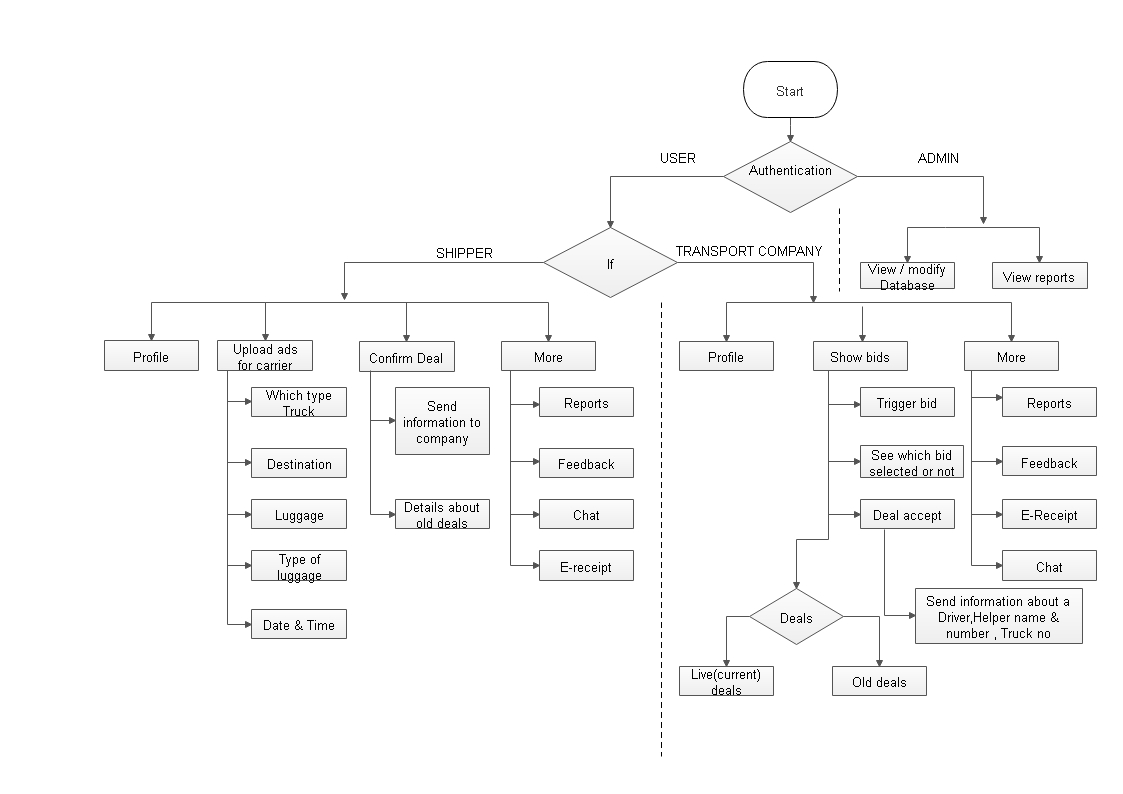 Start
USER
Authentication
ADMIN
SHIPPER
If
TRANSPORT COMPANY
View / modify
Database
View reports
Profile
Upload ads
for carrier
Confirm Deal
More
Which type
Truck
Destination
Luggage
Type of
luggage
Date & Time
Send
information to
company
Details about
old deals
Reports
Feedback
Chat
E-receipt
Profile
Show bids
More
Trigger bid
See which bid
selected or not
Deal accept
Reports
Feedback
E-Receipt
Chat
Send information about a
Driver,Helper name &
number , Truck no
Deals
Live(current)
deals
Old deals